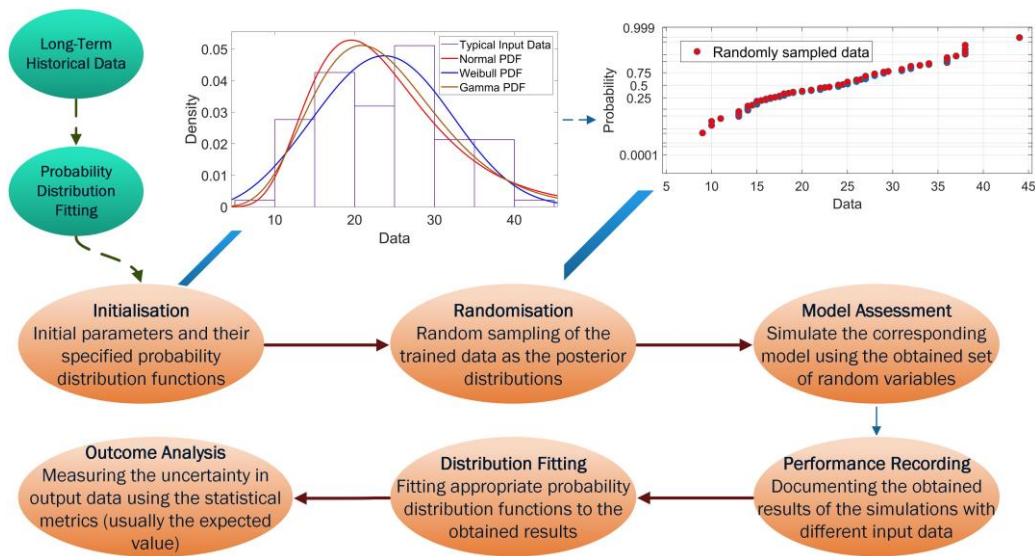 Long-Term
Historical Data
Probability
Distribution
Fitting
Density
0.05
0.04
0.03
0.02
0.01
0
10
20
30
40
Data
Typical Input Data
Normal PDF
Weibull PDF
Gamma PDF
Probability
0.999
0.75
0.5
0.25
0.0001
5
10
15
20
25
30
35
40
45
Data
Randomly sampled data
Initialisation
Initial parameters and their
specified probability
distribution functions
Randomisation
Random sampling of the
trained data as the posterior
distributions
Model Assessment
Simulate the corresponding
model using the obtained set
of random variables
Outcome Analysis
Measuring the uncertainty in
output data using the statistical
metrics (usually the expected
value)
Distribution Fitting
Fitting appropriate probability
distribution functions to the
obtained results
Performance Recording
Documenting the obtained
results of the simulations with
different input data